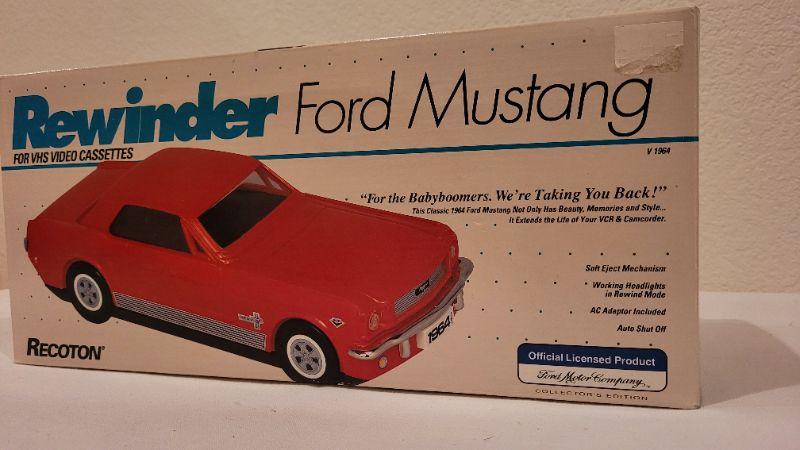 Rewinder Ford Mustang
FOR VHS VIDEO CASSETTES
V 1964
"For the Babyboomers. We're Taking You Back!"
This Classic 1964 Ford Mustang Not Only Has Beauty, Memories and Style...
It Extends the Life of Your VCR & Camcorder.
Soft Eject Mechanism
Working Headlights
in Rewind Mode
AC Adaptor Included
Auto Shut Off
1964
RECOTON®
Official Licensed Product
Ford Motor Company
COLLECTOR'S EDITION